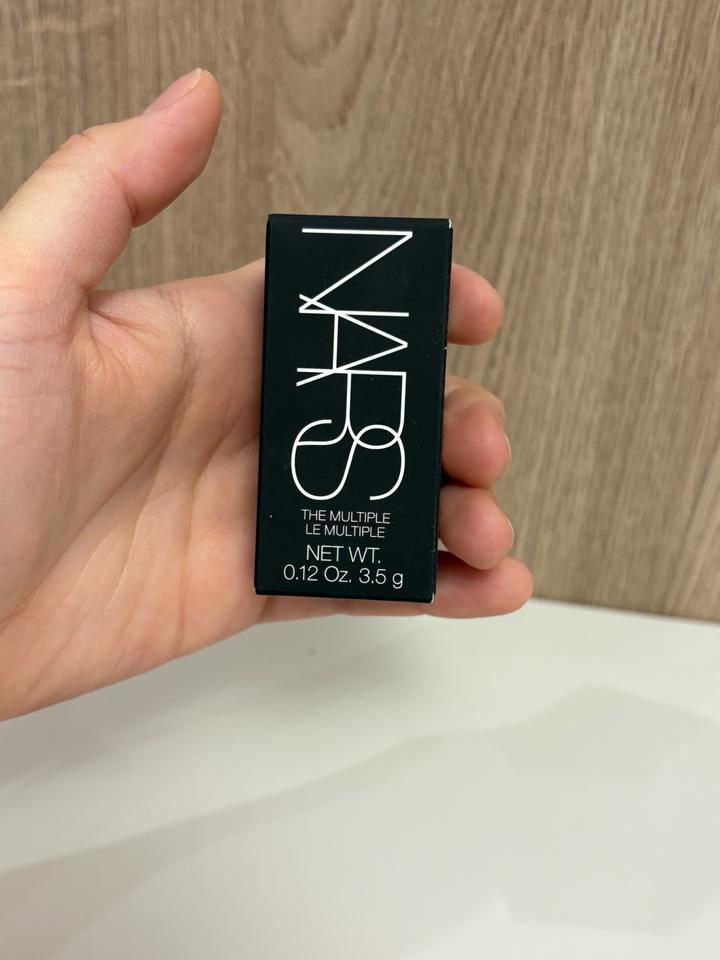 NARS
THE MULTIPLE
LE MULTIPLE
NET WT.
0.12 Oz. 3.5 g